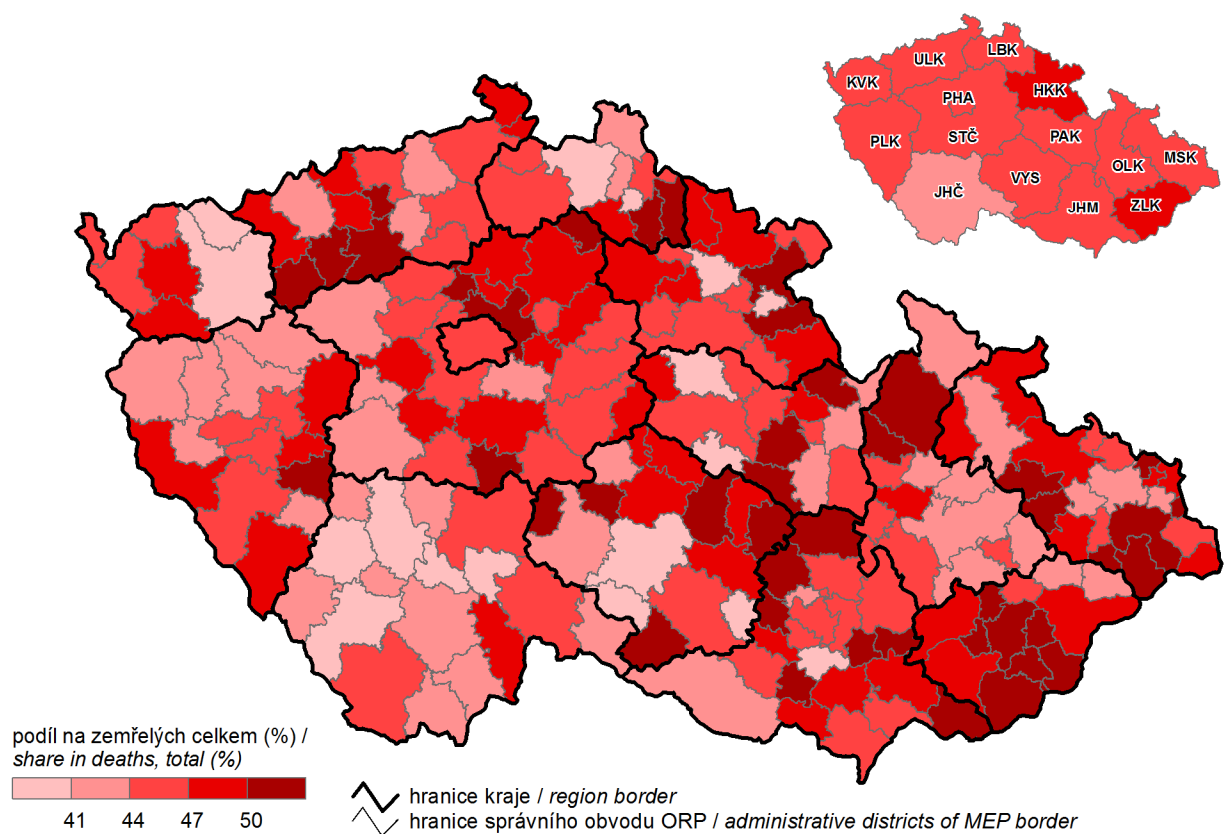 LBK
ULK
KVK
HKK
PHA
PLK
STČ
PAK
MSK
OLK
VYS
JHČ
JHM
ZLK
podíl na zemřelých celkem (%) /
share in deaths, total (%)
41 44 47 50
hranice kraje / region border
hranice správního obvodu ORP / administrative districts of MEP border